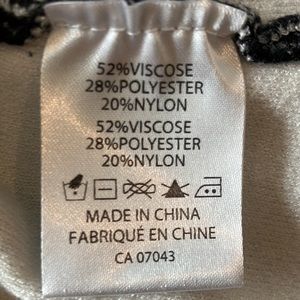 52%VISCOSE
28%POLYESTER
20%NYLON
52%VISCOSE
28%POLYESTER
20%NYLON
MADE IN CHINA
FABRIQUÉ EN CHINE
CA 07043